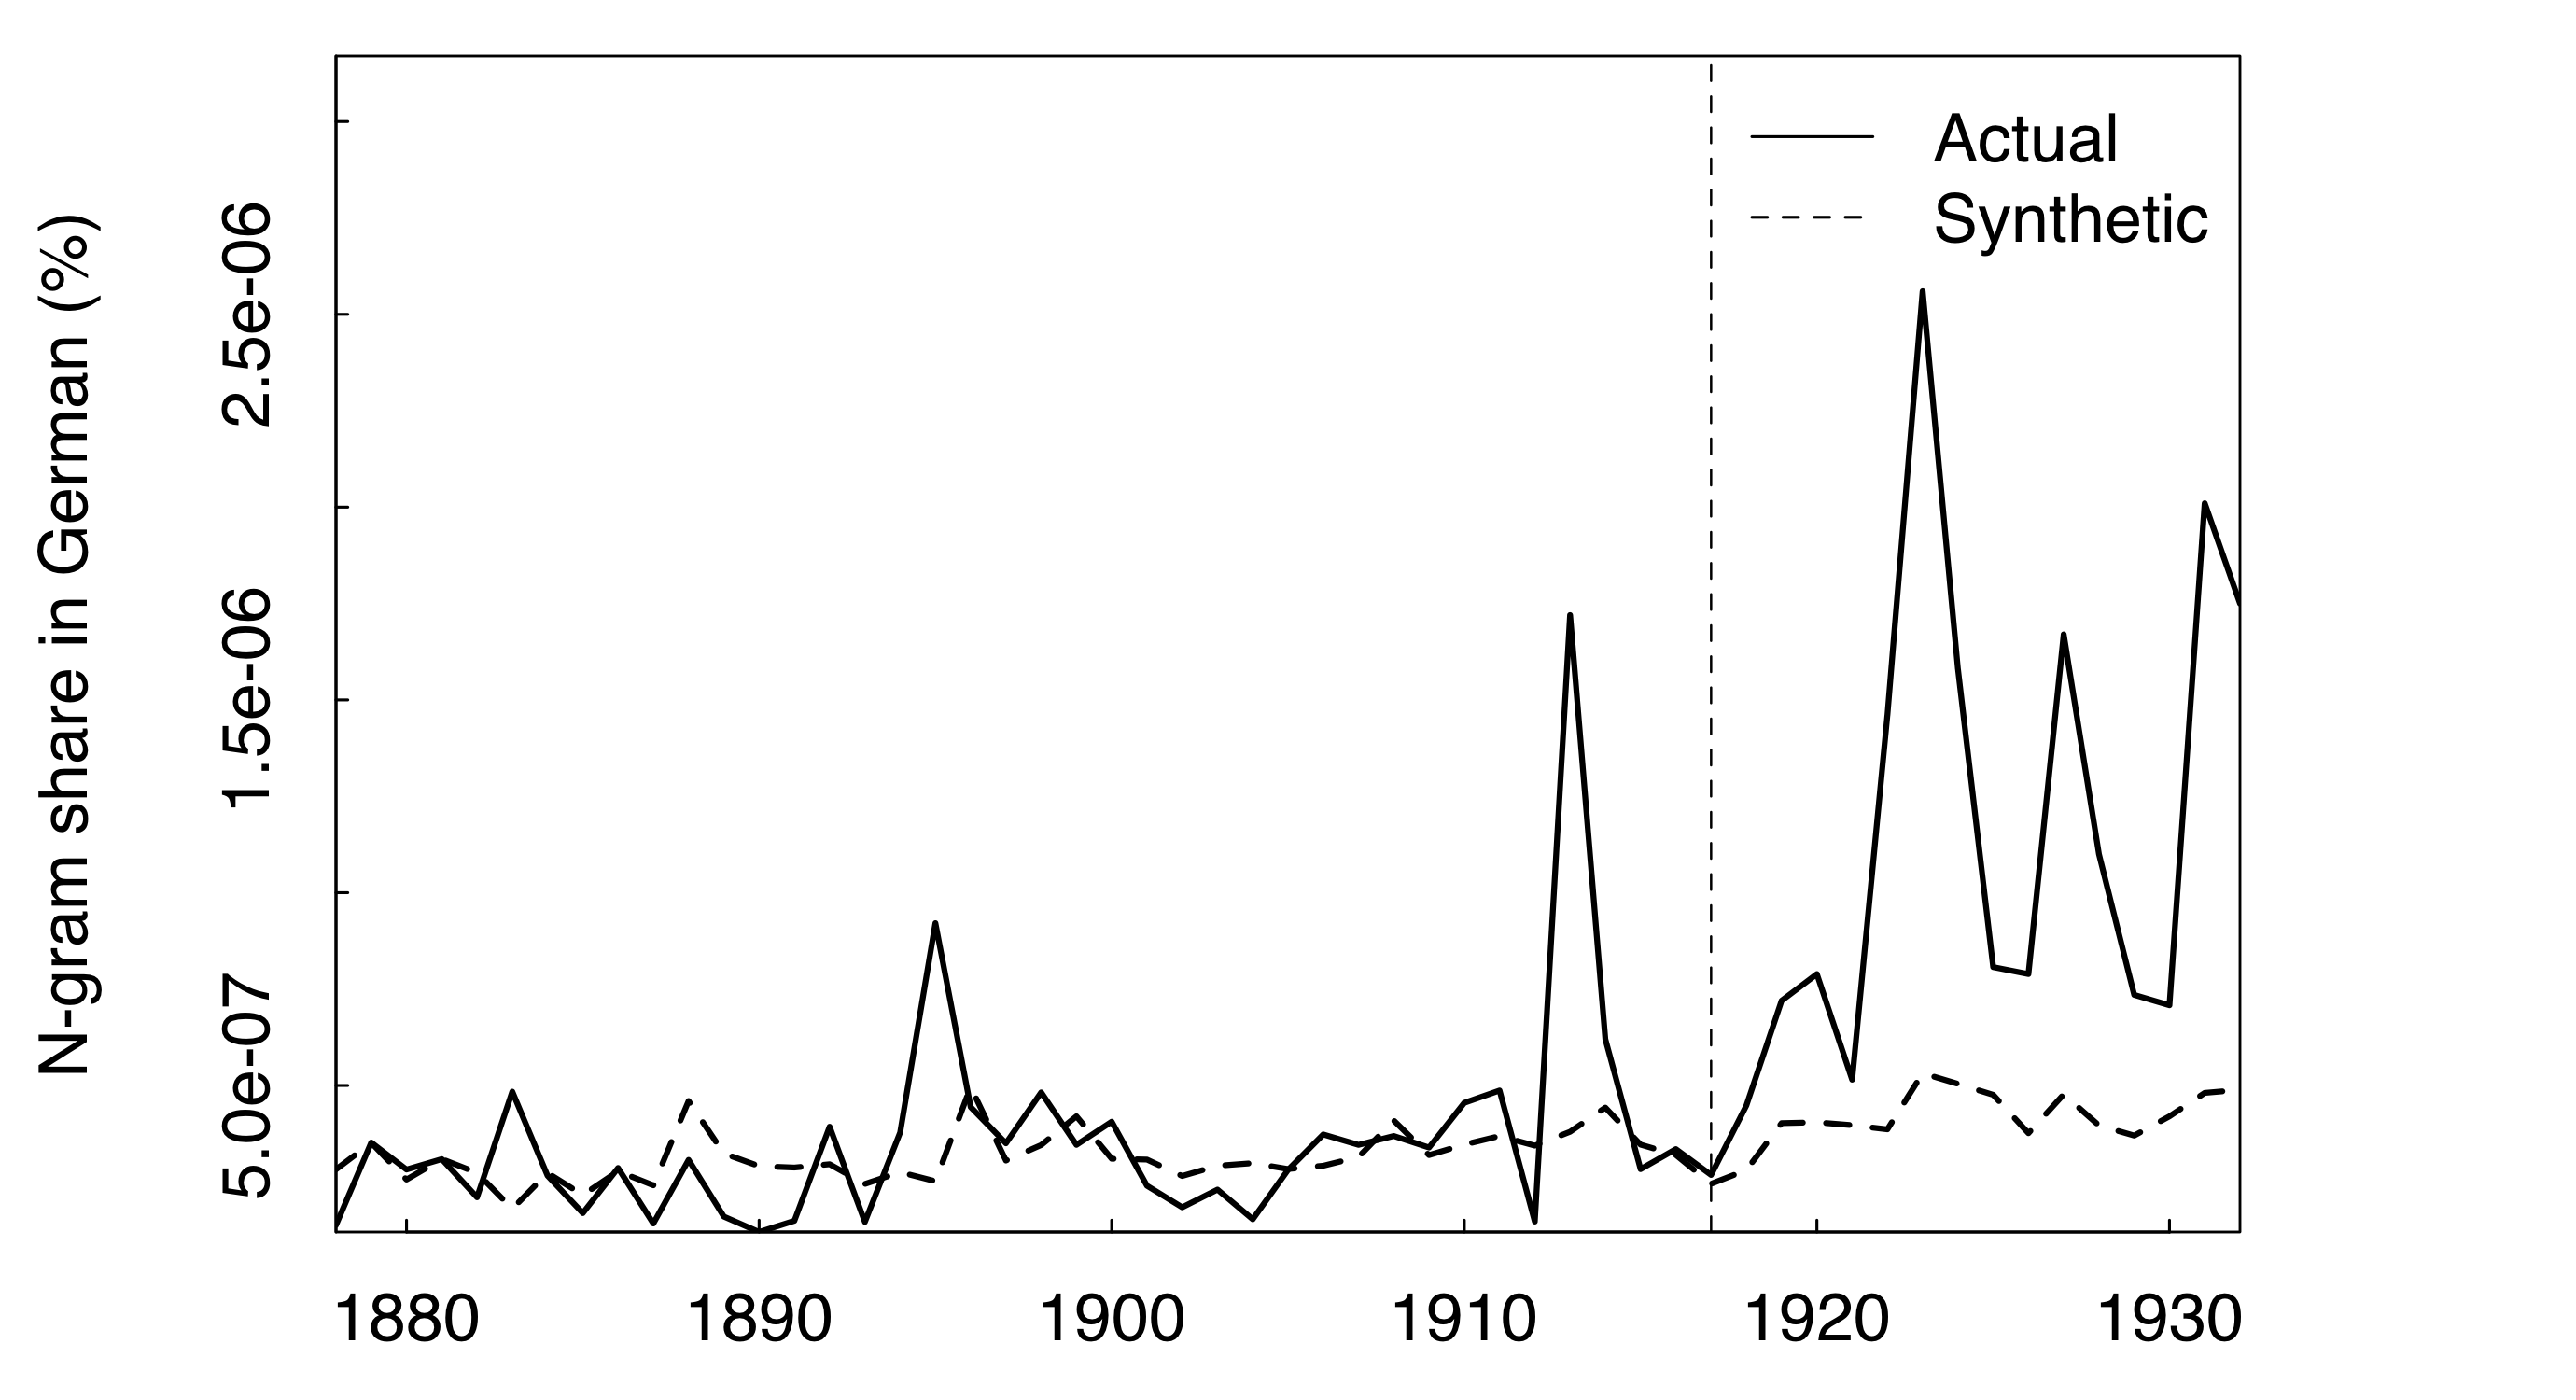 N-gram share in German (%)
2.5e-06
1.5e-06
5.0e-07
Actual
Synthetic
1880 1890 1900 1910 1920 1930